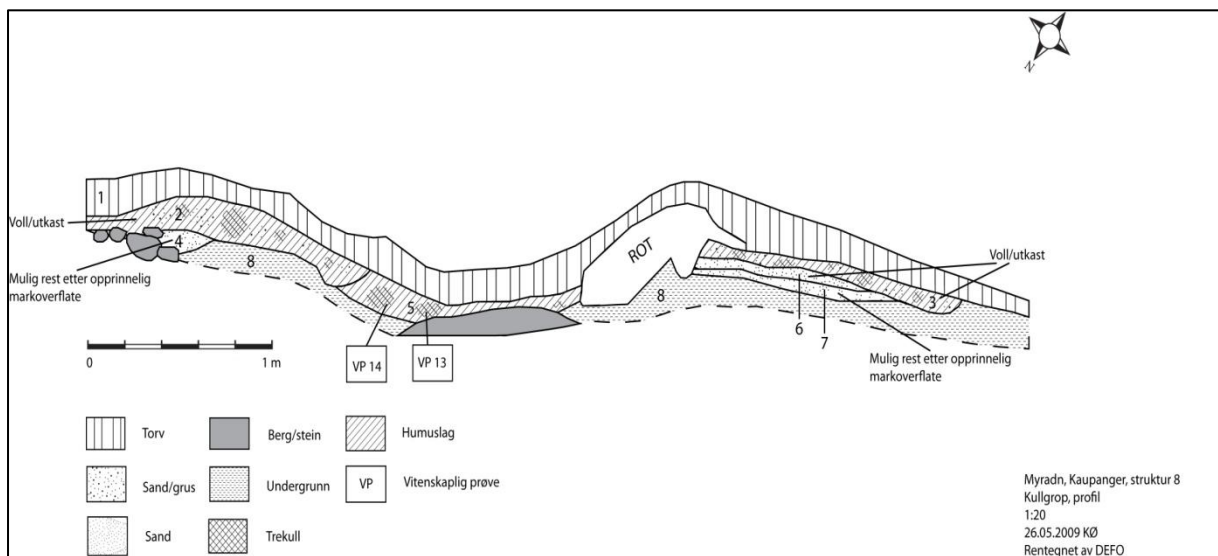 N
1
Voll/utkast
2
4
Mulig rest etter opprinnelig
markoverflate
8
5
ROT
8
Voll/utkast
3
6
7
Mulig rest etter opprinnelig
markoverflate
0
1 m
VP 14
VP 13
Torv
Berg/stein
Humuslag
Sand/grus
Undergrunn
VP
Vitenskaplig prøve
Sand
Trekull
Myradn, Kaupanger, struktur 8
Kullgrop, profil
1:20
26.05.2009 KØ
Rentegnet av DEFO